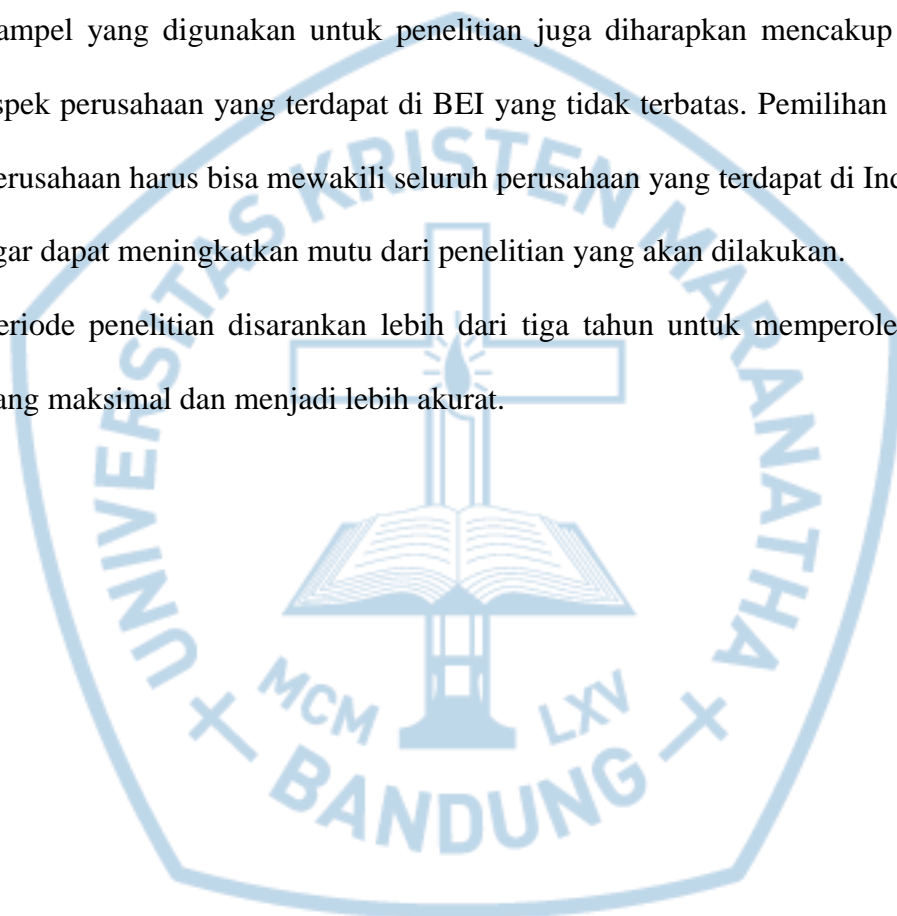 ampel yang digunakan untuk penelitian juga diharapkan mencakup
spek perusahaan yang terdapat di BEI yang tidak terbatas. Pemilihan
erusahaan harus bisa mewakili seluruh perusahaan yang terdapat di Ind
gar dapat meningkatkan mutu dari penelitian yang akan dilakukan.
eriode penelitian disarankan lebih dari tiga tahun untuk memperole
ang maksimal dan menjadi lebih akurat.
UNIVERSITAS KRISTEN MARANATHA
MCM LXV
BANDUNG